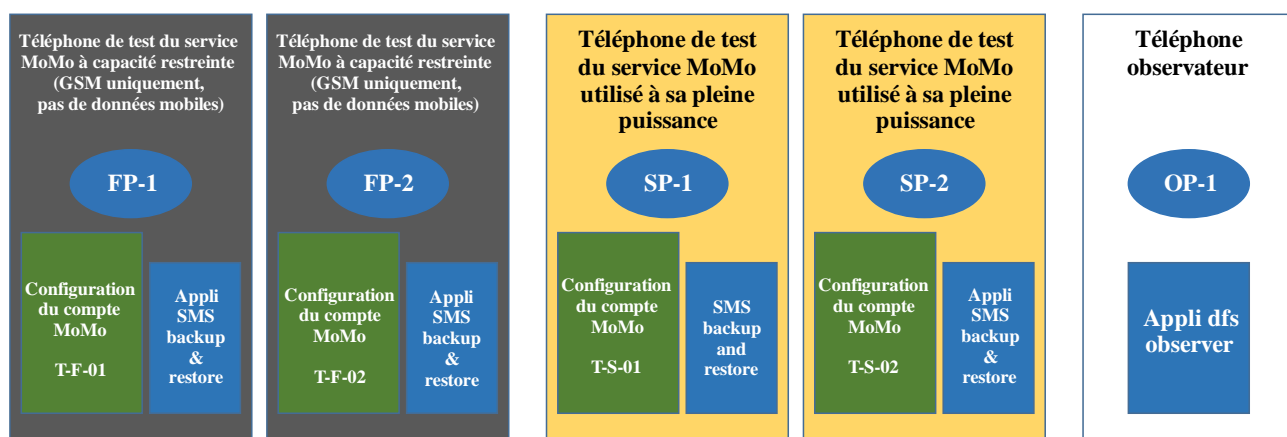 Téléphone de test du service
MoMo à capacité restreinte
(GSM uniquement,
pas de données mobiles)
FP-1
Configuration
du compte
MoMo
T-F-01
Appli
SMS
backup
&
restore
Téléphone de test du service
MoMo à capacité restreinte
(GSM uniquement,
pas de données mobiles)
FP-2
Configuration
du compte
MoMo
T-F-02
Appli
SMS
backup
&
restore
Téléphone de test
du service MoMo
utilisé à sa pleine
puissance
SP-1
Configuration
du compte
MoMo
T-S-01
SMS
backup
and
restore
Téléphone de test
du service MoMo
utilisé à sa pleine
puissance
SP-2
Configuration
du compte
MoMo
T-S-02
Appli
SMS
backup
&
restore
Téléphone
observateur
OP-1
Appli dfs
observer